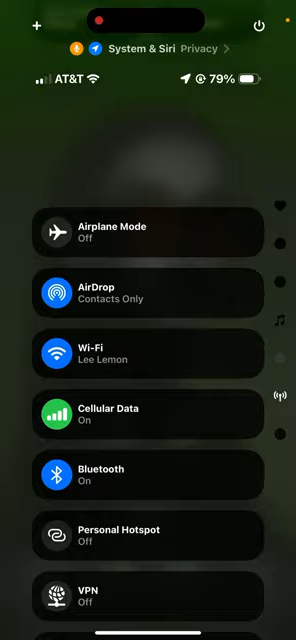 System & Siri Privacy
AT&T 79%
Airplane Mode
Off
AirDrop
Contacts Only
Wi-Fi
Lee Lemon
Cellular Data
On
Bluetooth
On
Personal Hotspot
Off
VPN
Off